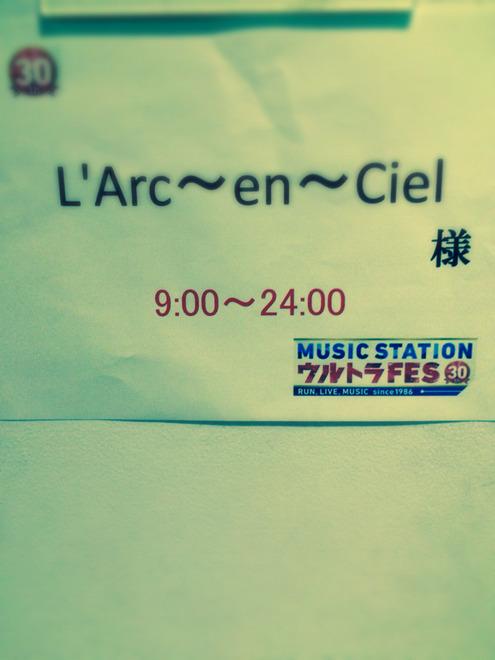 30
L'Arc〜en〜Ciel
様
9:00〜24:00
MUSIC STATION
ウルトラFES 30
RUN, LIVE, MUSIC since1986